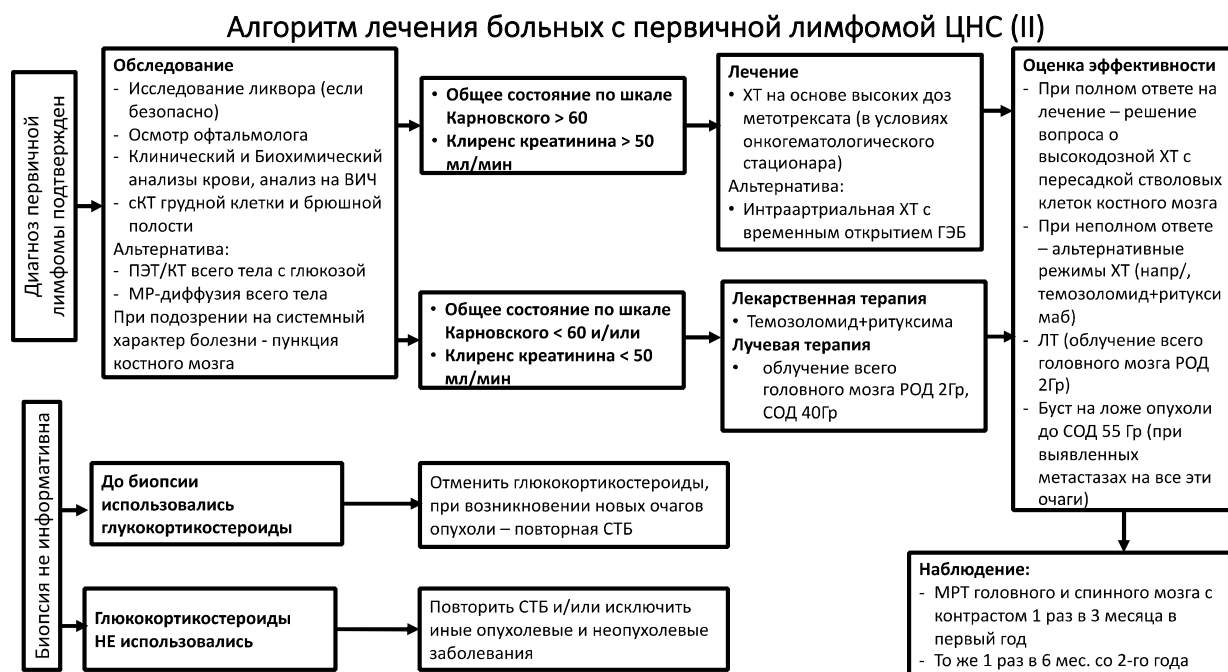 Алгоритм лечения больных с первичной лимфомой ЦНС (II)
Диагноз первичной
лимфомы подтвержден
Обследование
- Исследование ликвора (если
безопасно)
- Осмотр офтальмолога
- Клинический и Биохимический
анализы крови, анализ на ВИЧ
- сКТ грудной клетки и брюшной
полости
Альтернатива:
- ПЭТ/КТ всего тела с глюкозой
- МР-диффузия всего тела
При подозрении на системный
характер болезни - пункция
костного мозга
• Общее состояние по шкале
Карновского > 60
• Клиренс креатинина > 50
мл/мин
Лечение
• ХТ на основе высоких доз
метотрексата (в условиях
онкогематологического
стационара)
Альтернатива:
• Интраартриальная ХТ с
временным открытием ГЭБ
• Общее состояние по шкале
Карновского < 60 и/или
• Клиренс креатинина < 50
мл/мин
Лекарственная терапия
• Темозоломид+ритуксима
Лучевая терапия
• облучение всего
головного мозга РОД 2Гр,
СОД 40Гр
Оценка эффективности
- При полном ответе на
лечение – решение
вопроса о
высокодозной ХТ с
пересадкой стволовых
клеток костного мозга
- При неполном ответе
– альтернативные
режимы ХТ (напр/,
темозоломид+ритукси
маб)
- ЛТ (облучение всего
головного мозга РОД
2Гр)
- Буст на ложе опухоли
до СОД 55 Гр (при
выявленных
метастазах на все эти
очаги)
Биопсия не информативна
До биопсии
использовались
глукокортикостероиды
Отменить глюкокортикостероиды,
при возникновении новых очагов
опухоли – повторная СТБ
Глюкокортикостероиды
НЕ использовались
Повторить СТБ и/или исключить
иные опухолевые и неопухолевые
заболевания
Наблюдение:
- МРТ головного и спинного мозга с
контрастом 1 раз в 3 месяца в
первый год
- То же 1 раз в 6 мес. со 2-го года